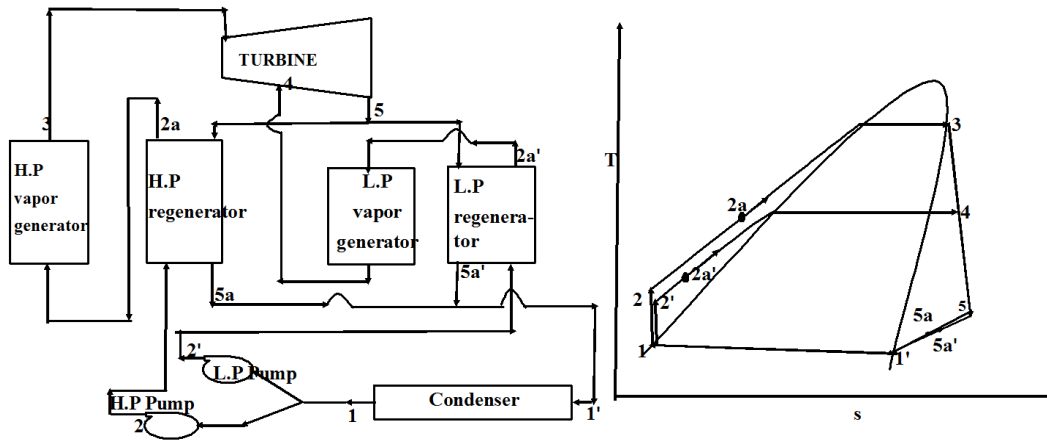 TURBINE
4
3
2a
5
H.P
vapor
generator
H.P
regenerator
L.P
vapor
generator
2a'
L.P
regenera-
tor
5a
5a'
2'
L.P Pump
H.P Pump
2
1
Condenser
1'
T
3
2a
4
2a'
2
2'
1
5
5a
5a'
1'
s